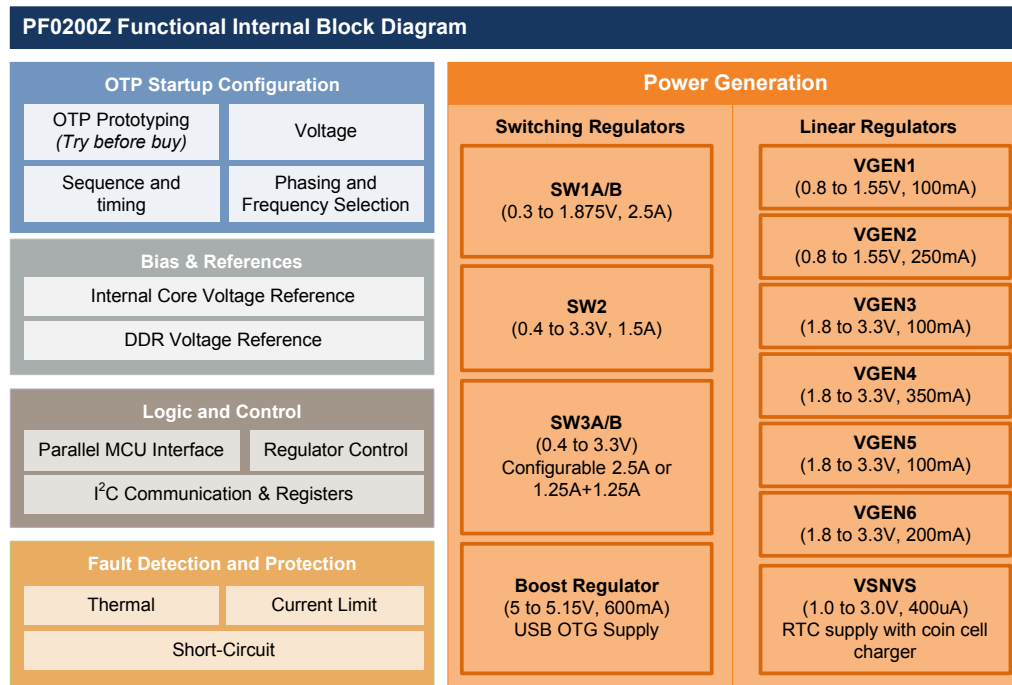 PF0200Z Functional Internal Block Diagram
OTP Startup Configuration
OTP Prototyping
(Try before buy)
Voltage
Sequence and
timing
Phasing and
Frequency Selection
Bias & References
Internal Core Voltage Reference
DDR Voltage Reference
Logic and Control
Parallel MCU Interface
Regulator Control
I²C Communication & Registers
Fault Detection and Protection
Thermal
Current Limit
Short-Circuit
Power Generation
Switching Regulators
SW1A/B
(0.3 to 1.875V, 2.5A)
SW2
(0.4 to 3.3V, 1.5A)
SW3A/B
(0.4 to 3.3V)
Configurable 2.5A or
1.25A+1.25A
Boost Regulator
(5 to 5.15V, 600mA)
USB OTG Supply
Linear Regulators
VGEN1
(0.8 to 1.55V, 100mA)
VGEN2
(0.8 to 1.55V, 250mA)
VGEN3
(1.8 to 3.3V, 100mA)
VGEN4
(1.8 to 3.3V, 350mA)
VGEN5
(1.8 to 3.3V, 100mA)
VGEN6
(1.8 to 3.3V, 200mA)
VSNVS
(1.0 to 3.0V, 400uA)
RTC supply with coin cell
charger